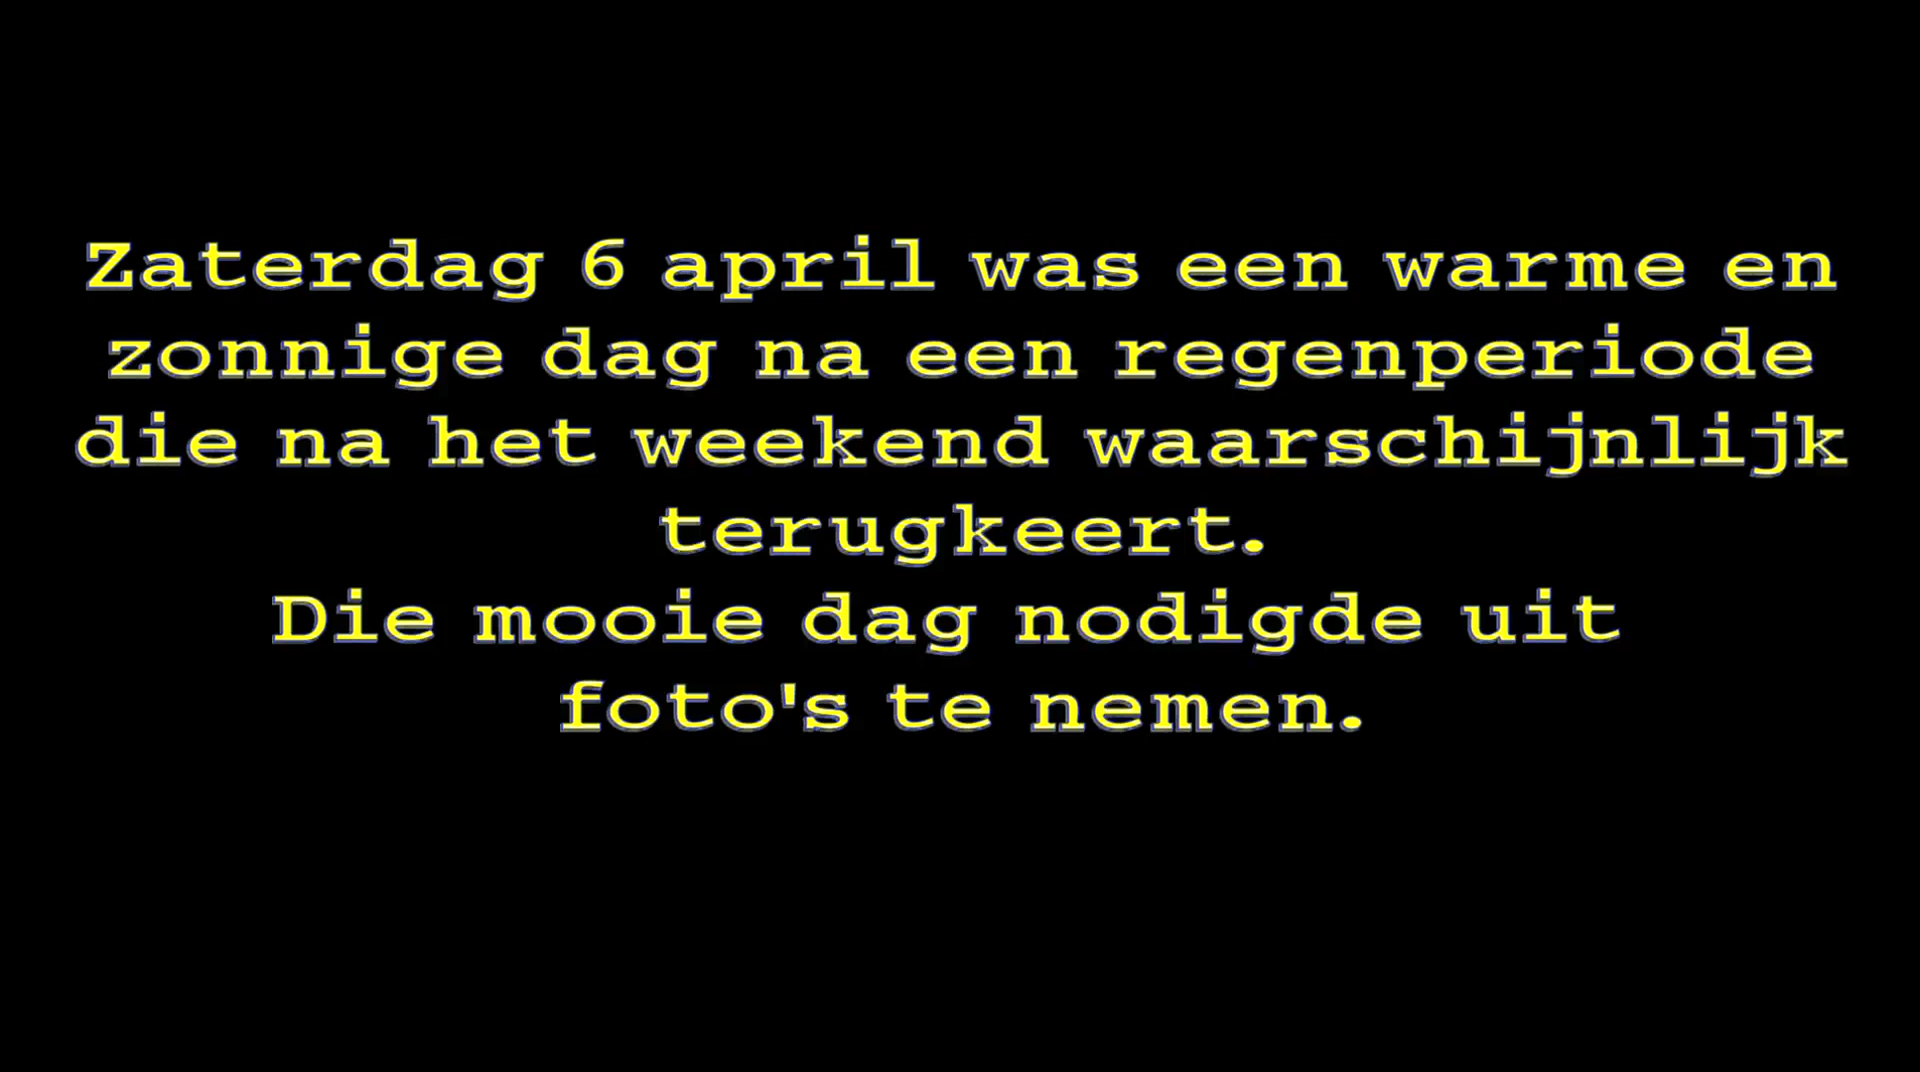 Zaterdag 6 april was een warme en
zonnige dag na een regenperiode
die na het weekend waarschijnlijk
terugkeert.
Die mooie dag nodigde uit
foto's te nemen.